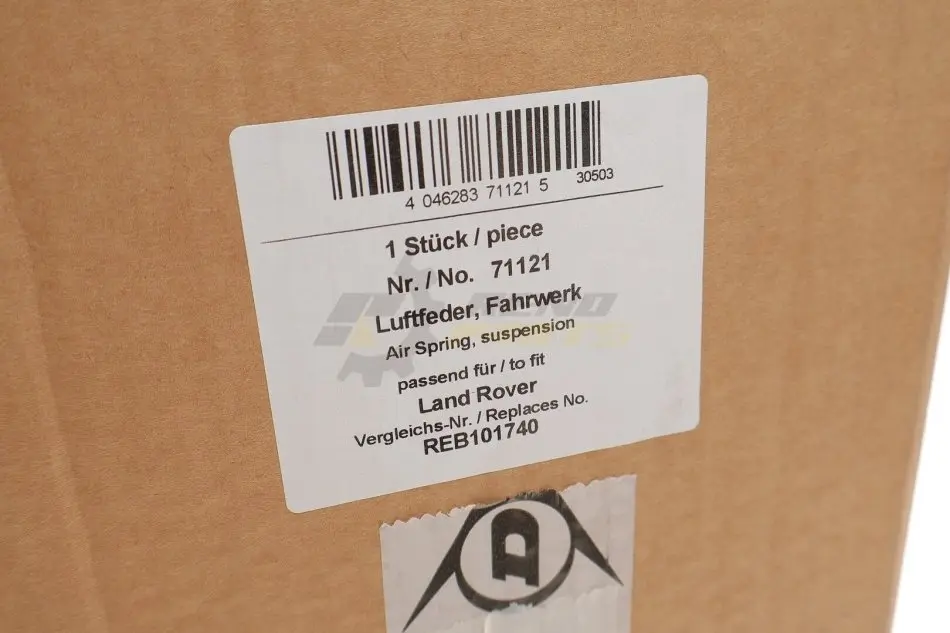 4 046283 71121 5 30503
1 Stück / piece
Nr. / No. 71121
Luftfeder, Fahrwerk
Air Spring, suspension
passend für / to fit
Land Rover
Vergleichs-Nr. / Replaces No.
REB101740
A